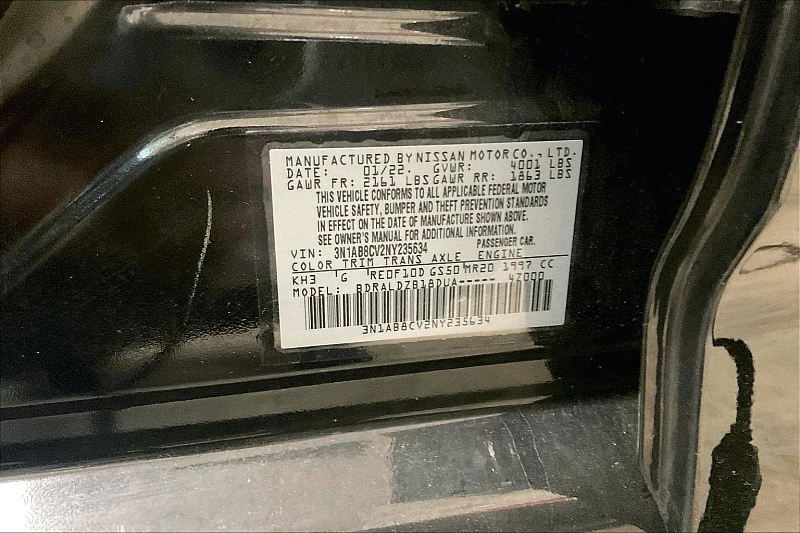 MANUFACTURED BY NISSAN MOTOR CO., LTD.
DATE: 01/22. GVWR: 4001 LBS
GAWR FR: 2161 LBS GAWR RR: 1863 LBS
THIS VEHICLE CONFORMS TO ALL APPLICABLE FEDERAL MOTOR
VEHICLE SAFETY, BUMPER AND THEFT PREVENTION STANDARDS
IN EFFECT ON THE DATE OF MANUFACTURE SHOWN ABOVE.
SEE OWNER'S MANUAL FOR ADDITIONAL INFORMATION.
VIN: 3N1AB8CV2NY235634 PASSENGER CAR.
COLOR TRIM TRANS AXLE ENGINE
KH3 G RE0F10D GS50 MR20 1997 CC
MODEL: BDRALDZB18DUA----- 4Z000
3N1AB8CV2NY235634